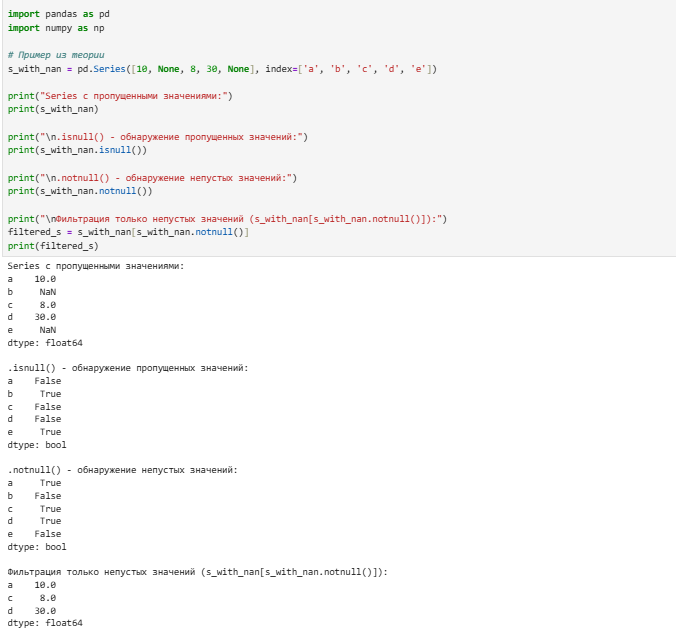 import pandas as pd
import numpy as np
# Пример из теории
s_with_nan = pd.Series([10, None, 8, 30, None], index=['a', 'b', 'c', 'd', 'e'])
print("Series с пропущенными значениями:")
print(s_with_nan)
print("\n.isnull() - обнаружение пропущенных значений:")
print(s_with_nan.isnull())
print("\n.notnull() - обнаружение непустых значений:")
print(s_with_nan.notnull())
print("\nФильтрация только непустых значений (s_with_nan[s_with_nan.notnull()]):")
filtered_s = s_with_nan[s_with_nan.notnull()]
print(filtered_s)
Series с пропущенными значениями:
a    10.0
b     NaN
c     8.0
d    30.0
e     NaN
dtype: float64
.isnull() - обнаружение пропущенных значений:
a    False
b     True
c    False
d    False
e     True
dtype: bool
.notnull() - обнаружение непустых значений:
a     True
b    False
c     True
d     True
e    False
dtype: bool
Фильтрация только непустых значений (s_with_nan[s_with_nan.notnull()]):
a    10.0
c     8.0
d    30.0
dtype: float64